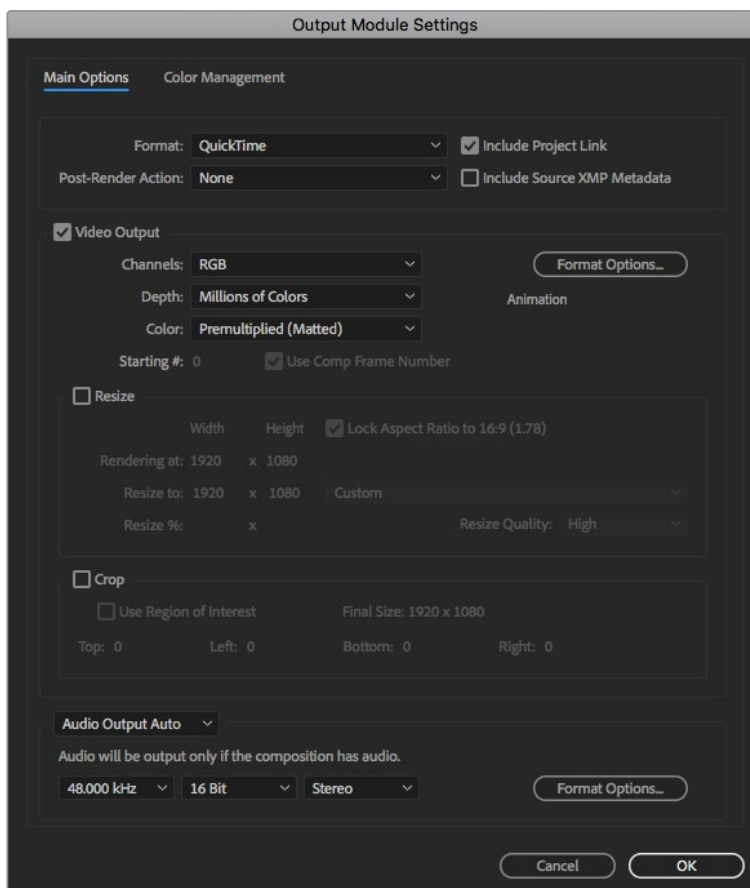 Output Module Settings
Main Options Color Management
Format: QuickTime Include Project Link
Post-Render Action: None Include Source XMP Metadata
Video Output
Channels: RGB Format Options...
Depth: Millions of Colors Animation
Color: Premultiplied (Matted)
Starting #: 0 Use Comp Frame Number
Resize
Width Height Lock Aspect Ratio to 16:9 (1.78)
Rendering at: 1920 x 1080
Resize to: 1920 x 1080 Custom
Resize %: x Resize Quality: High
Crop
Use Region of Interest Final Size: 1920 x 1080
Top: 0 Left: 0 Bottom: 0 Right: 0
Audio Output Auto
Audio will be output only if the composition has audio.
48.000 kHz 16 Bit Stereo Format Options...
Cancel OK